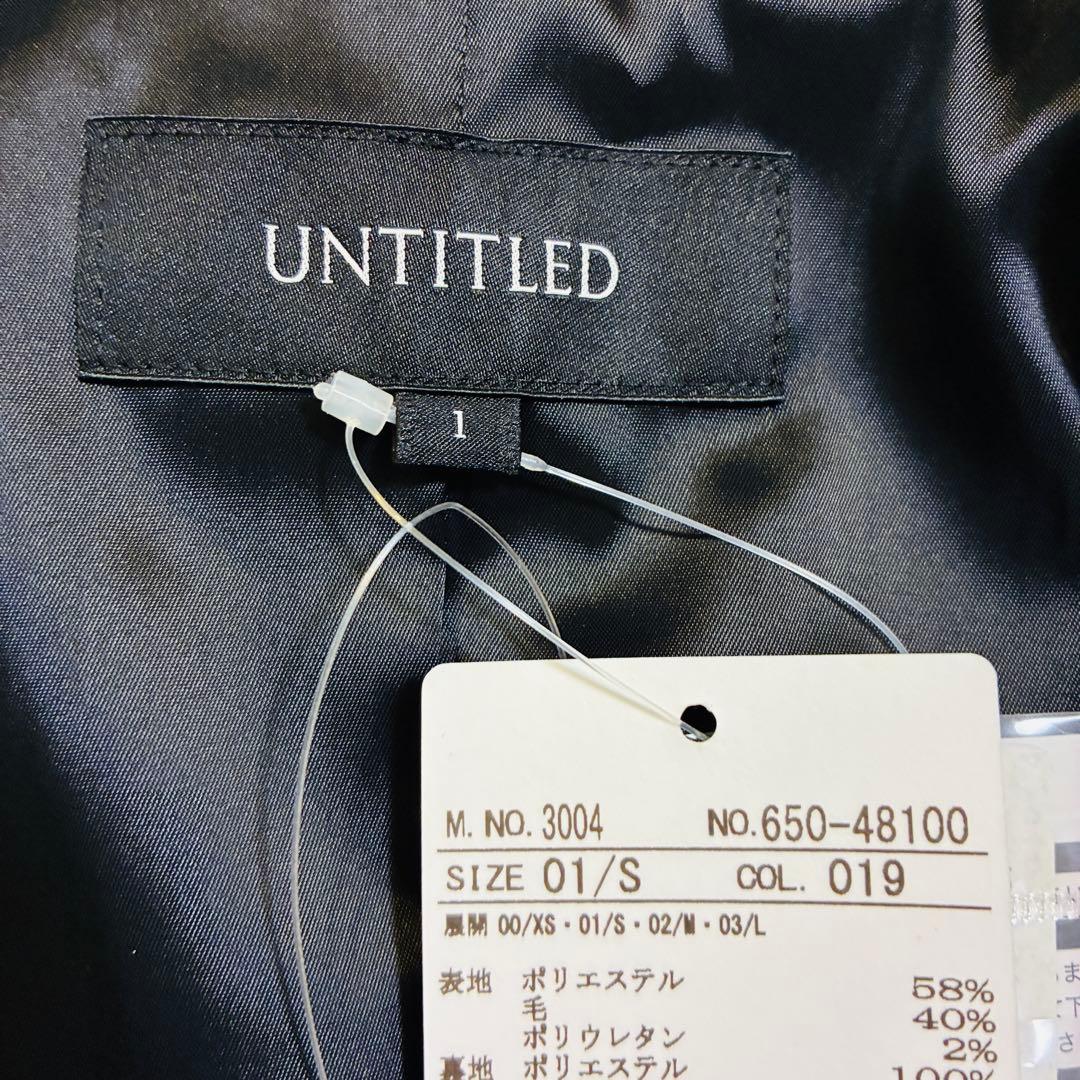 UNTITLED
1
M. NO. 3004 NO. 650-48100
SIZE 01/S COL. 019
展開 00/XS・01/S・02/M・03/L
表地 ポリエステル 58%
毛 40%
ポリウレタン 2%
裏地 ポリエステル 100%